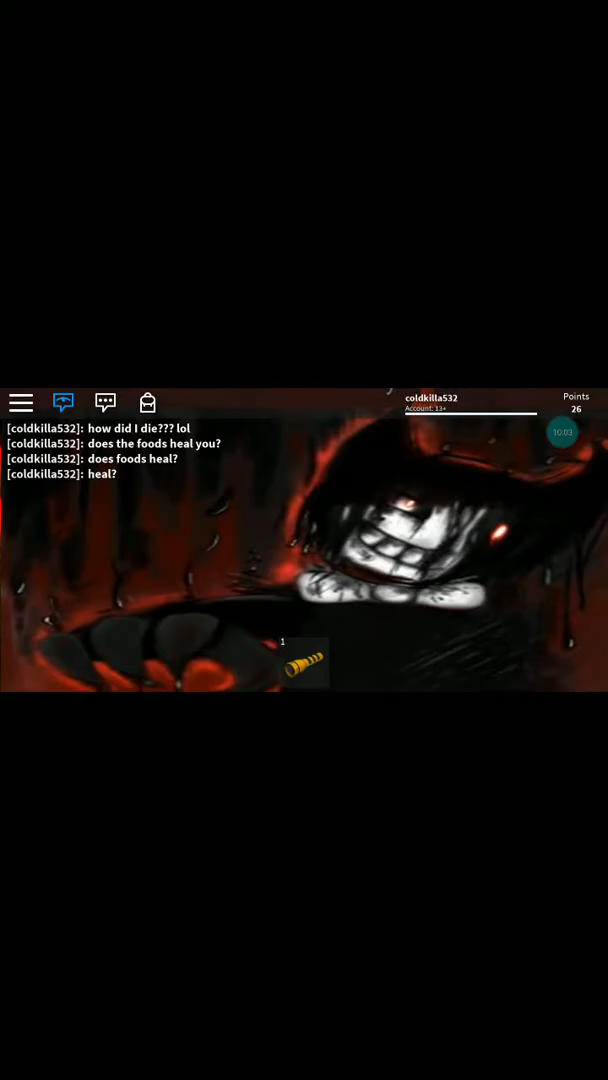 coldkilla532
Account: 13+
Points
26
10:03
[coldkilla532]: how did I die??? lol
[coldkilla532]: does the foods heal you?
[coldkilla532]: does foods heal?
[coldkilla532]: heal?
1